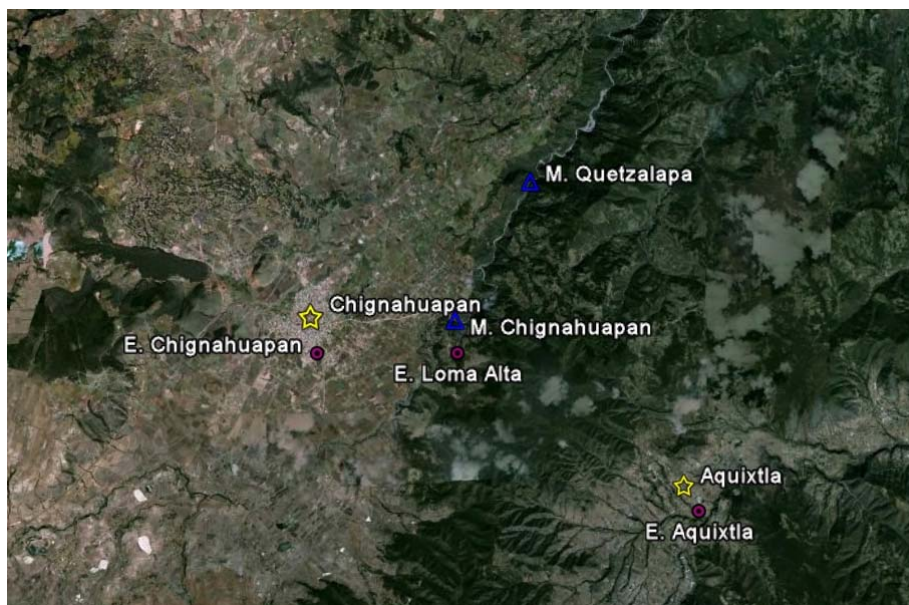 M. Quetzalapa
Chignahuapan
M. Chignahuapan
E. Chignahuapan
E. Loma Alta
Aquixtla
E. Aquixtla